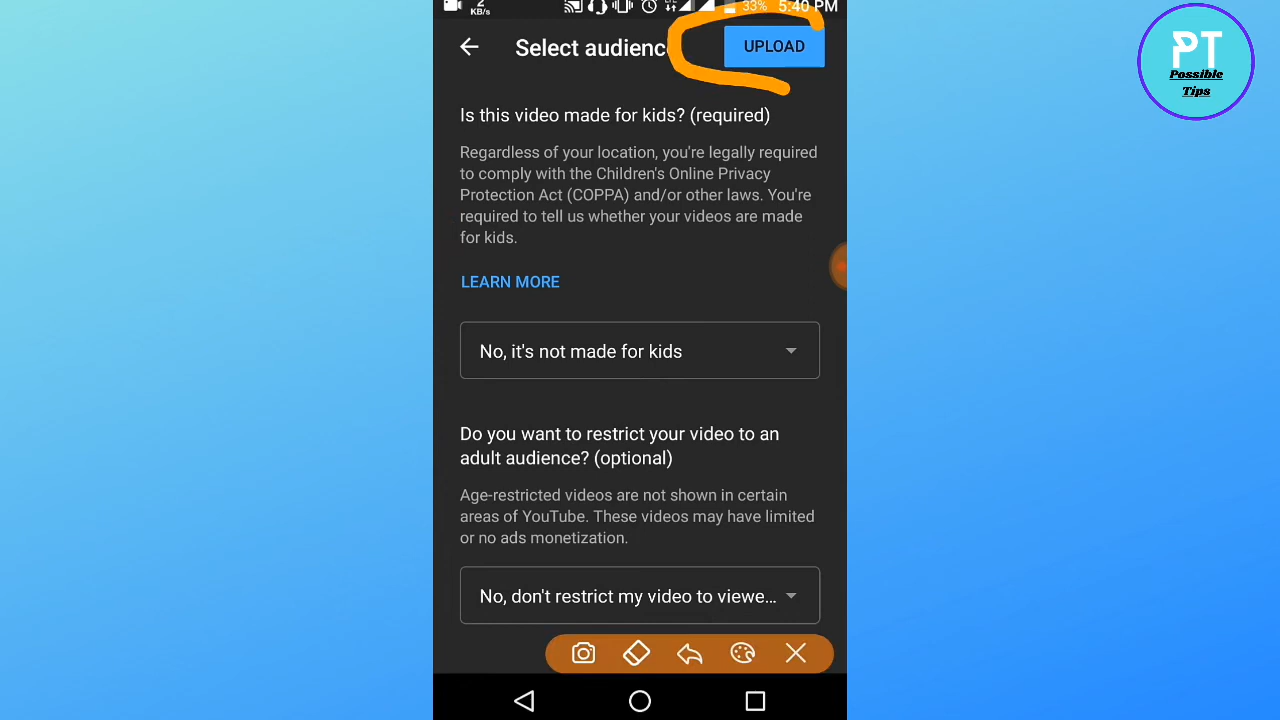 2
KB/s
33%
5:40 PM
PT
Possible
Tips
Select audienc
UPLOAD
Is this video made for kids? (required)
Regardless of your location, you're legally required
to comply with the Children's Online Privacy
Protection Act (COPPA) and/or other laws. You're
required to tell us whether your videos are made
for kids.
LEARN MORE
No, it's not made for kids
Do you want to restrict your video to an
adult audience? (optional)
Age-restricted videos are not shown in certain
areas of YouTube. These videos may have limited
or no ads monetization.
No, don't restrict my video to viewe...